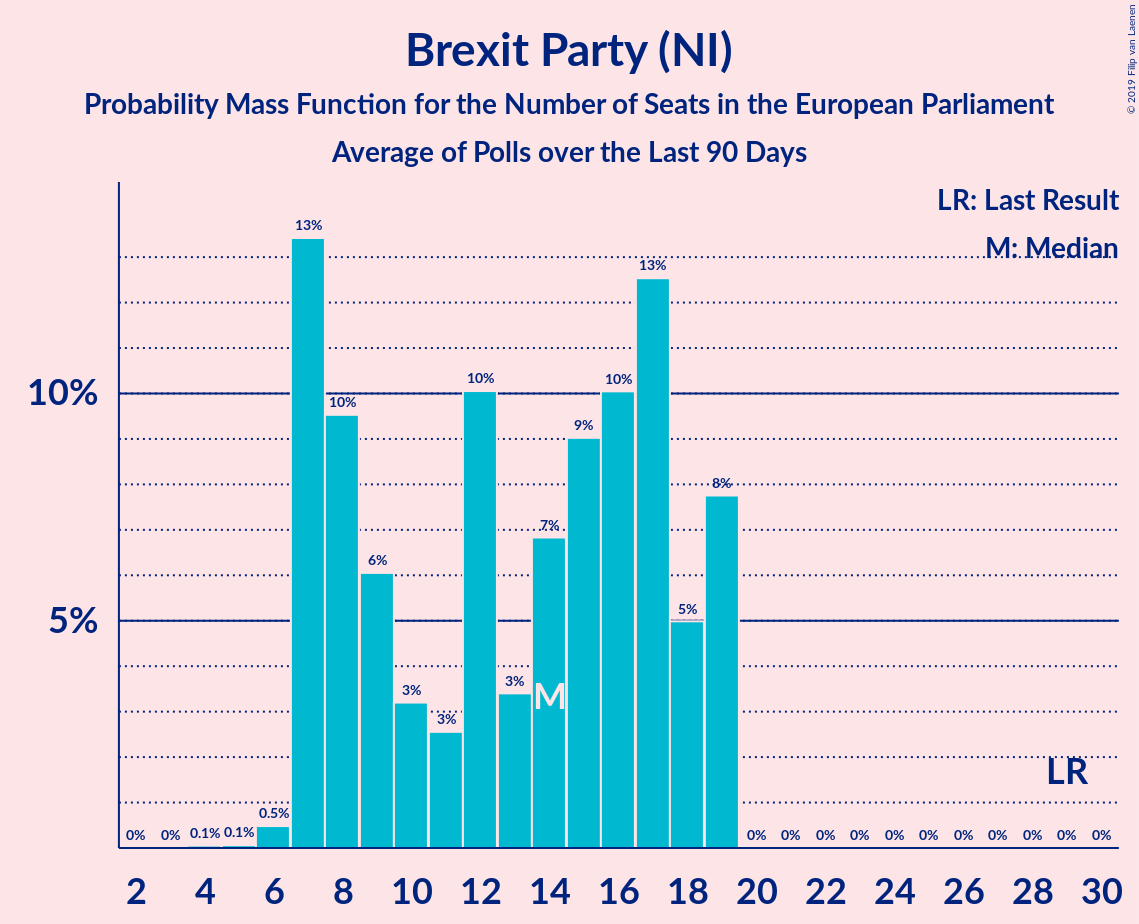 Brexit Party (NI)
Probability Mass Function for the Number of Seats in the European Parliament
Average of Polls over the Last 90 Days
© 2019 Filip van Laenen
LR: Last Result
M: Median
10%
5%
0% 0% 0.1% 0.1% 0.5% 13% 10% 6% 3% 3% 10% 3% 7% 9% 10% 13% 5% 8% 0% 0% 0% 0% 0% 0% 0% 0% 0% 0% 0%
M
LR
2 4 6 8 10 12 14 16 18 20 22 24 26 28 30